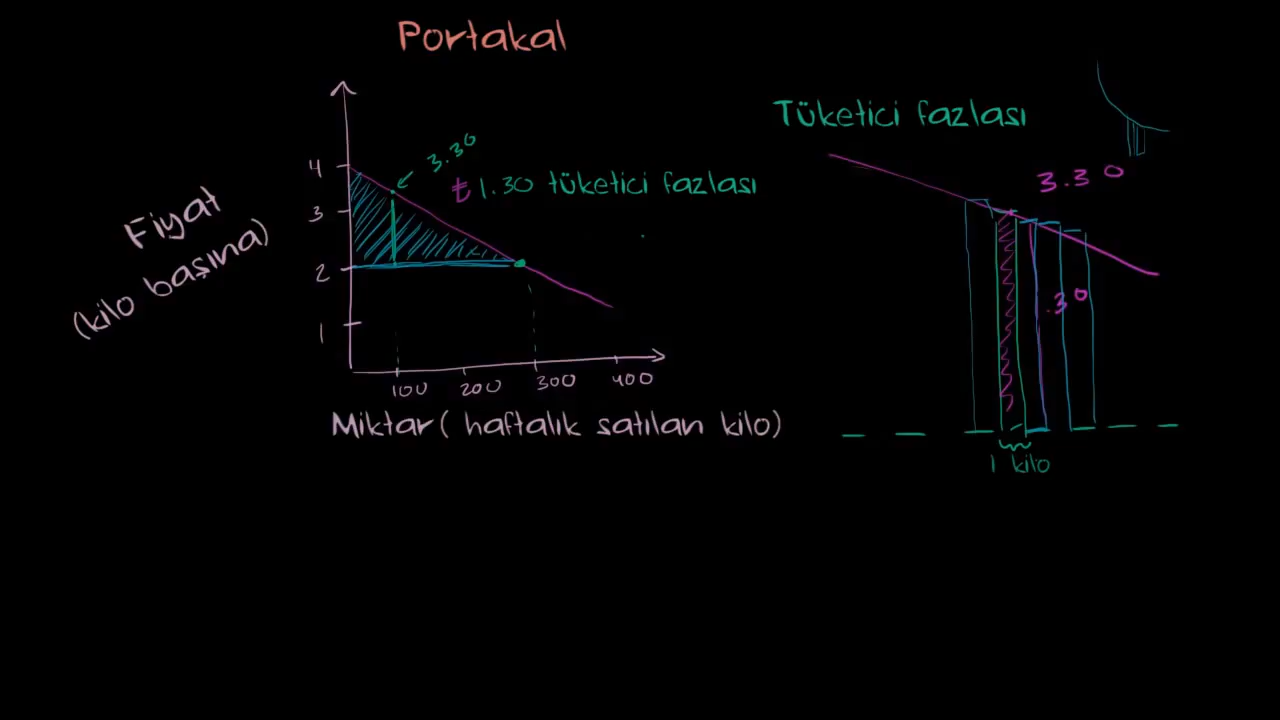 Portakal
Tüketici fazlası
3.30
₺ 1.30 tüketici fazlası
3.30
4
3
2
1
Fiyat
(kilo başına)
.30
100 200 300 400
Miktar( haftalık satılan kilo)
1 kilo